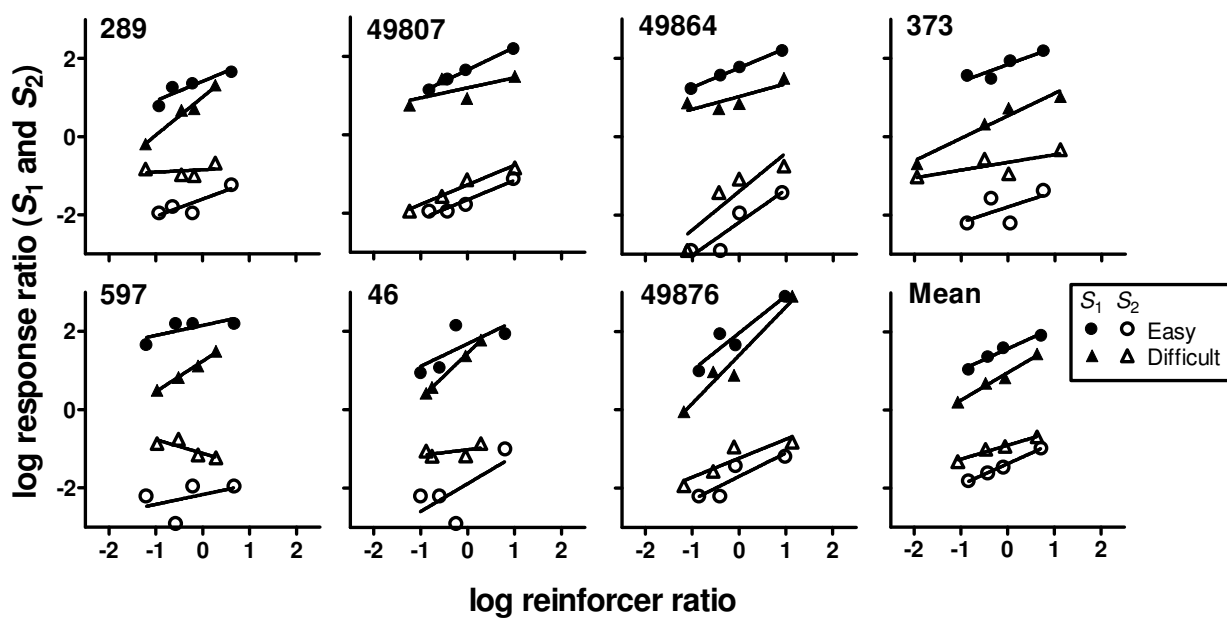 289 49807 49864 373
2
0
-2
597 46 49876 Mean
2
0
-2
log response ratio (S1 and S2)
S1 S2
Easy
Difficult
-2 -1 0 1 2 -2 -1 0 1 2 -2 -1 0 1 2 -2 -1 0 1 2
log reinforcer ratio